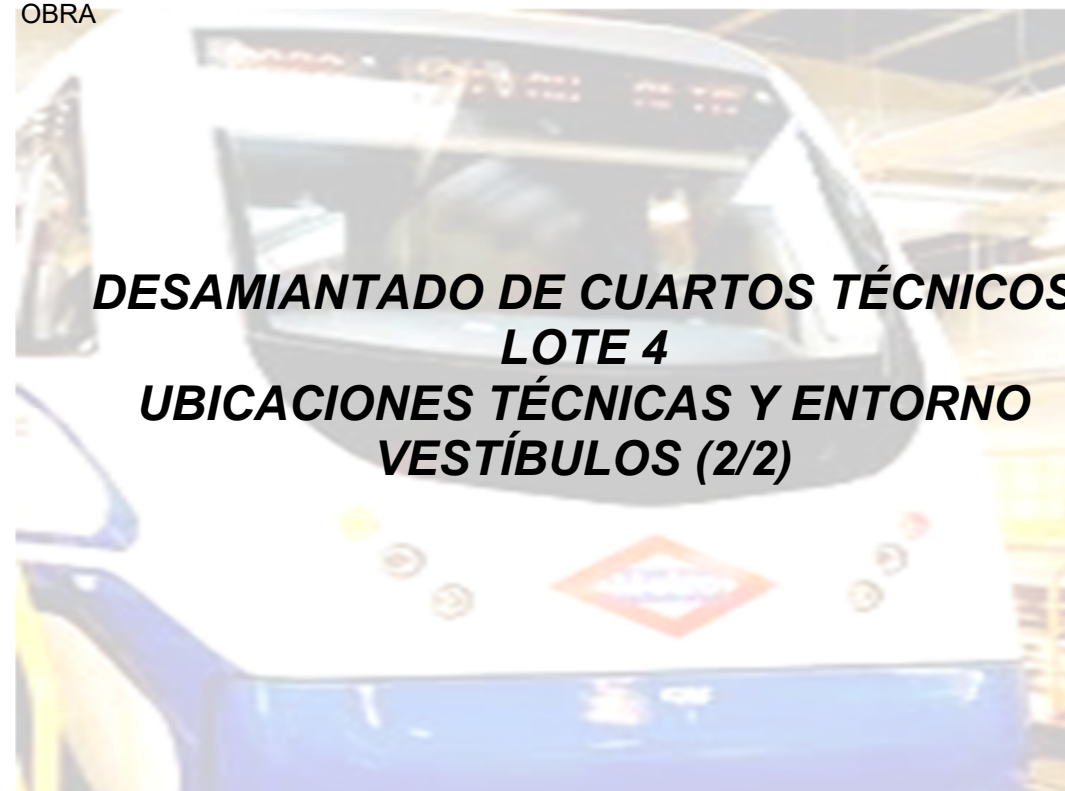 OBRA
DESAMIANTADO DE CUARTOS TÉCNICOS
LOTE 4
UBICACIONES TÉCNICAS Y ENTORNO
VESTÍBULOS (2/2)